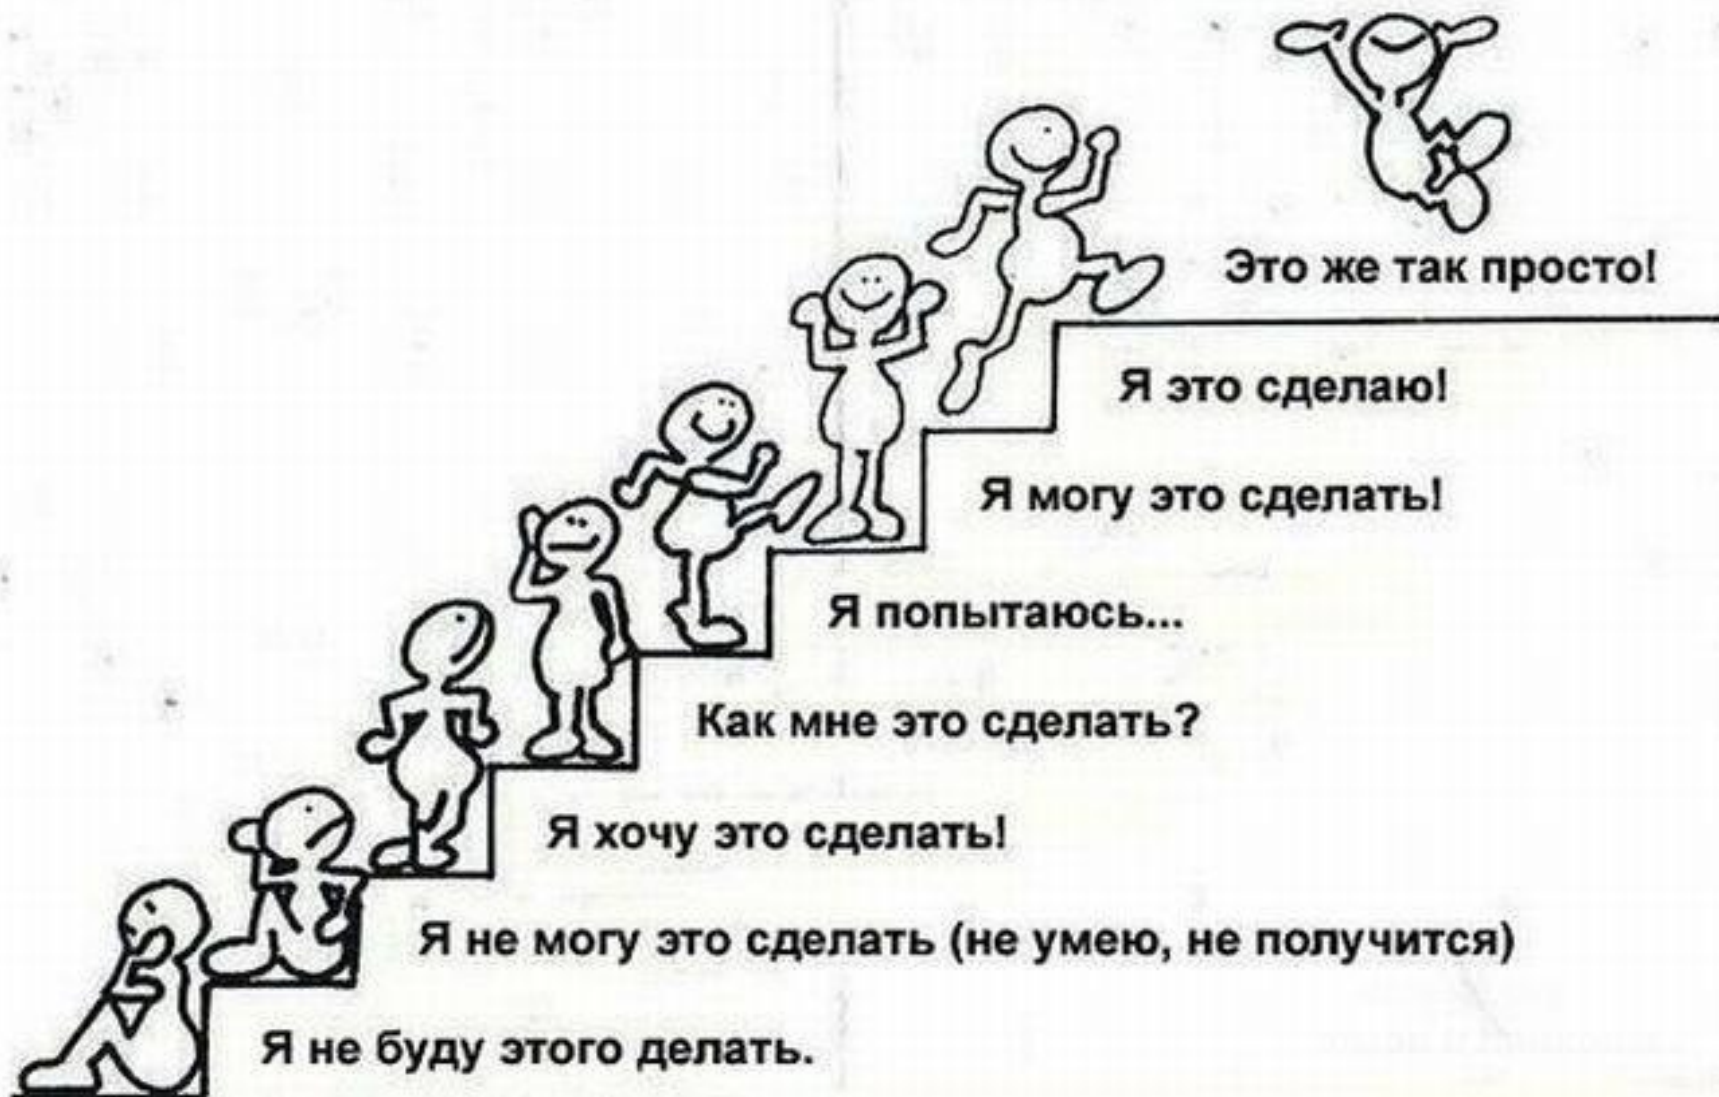 Это же так просто!
Я это сделаю!
Я могу это сделать!
Я попытаюсь...
Как мне это сделать?
Я хочу это сделать!
Я не могу это сделать (не умею, не получится)
Я не буду этого делать.